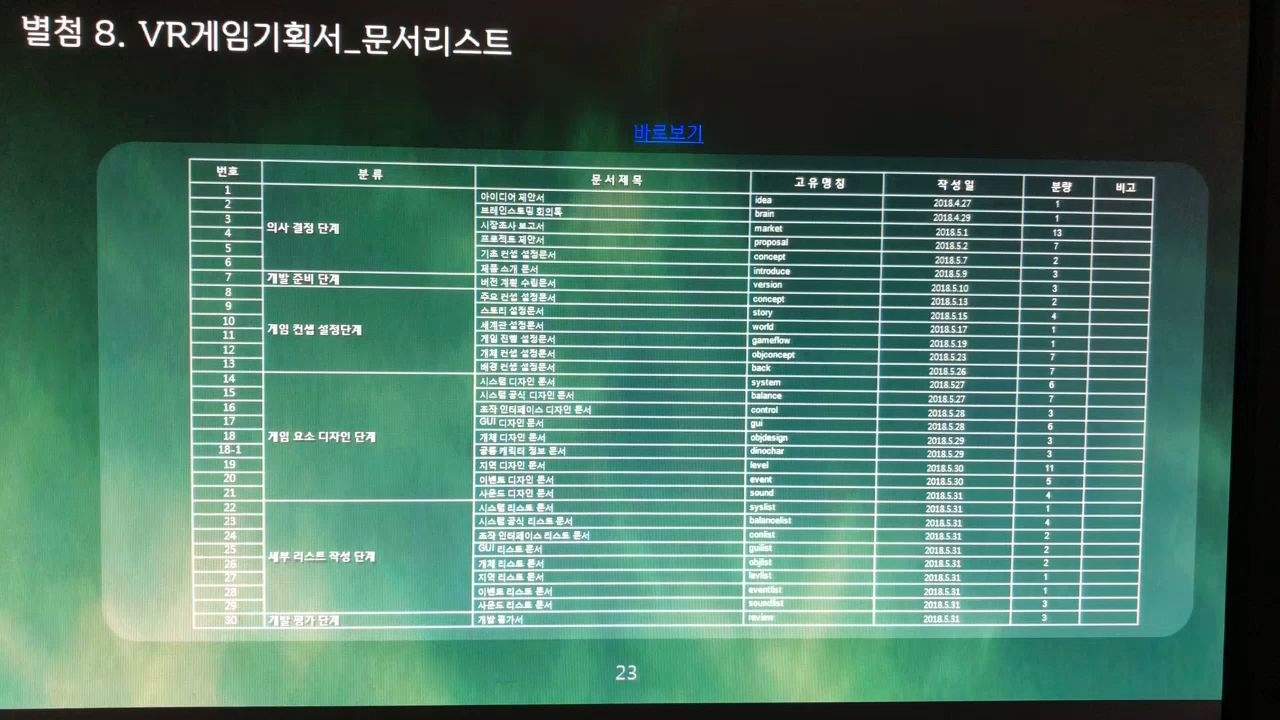 별첨 8. VR게임기획서_문서리스트
바로보기
번호 분 류 문 서 제 목 고 유 명 칭 작 성 일 분량 비고
1 의사 결정 단계 아이디어 제안서 idea 2018.4.27 1
2 브레인스토밍 회의록 brain 2018.4.29 1
3 시장조사 보고서 market 2018.5.1 13
4 프로젝트 제안서 proposal 2018.5.2 7
5 기초 컨셉 설정문서 concept 2018.5.7 2
6 제품 소개 문서 introduce 2018.5.9 3
7 개발 준비 단계 버전 계획 수립문서 version 2018.5.10 3
8 게임 컨셉 설정단계 주요 컨셉 설정문서 concept 2018.5.13 2
9 스토리 설정문서 story 2018.5.15 4
10 세계관 설정문서 world 2018.5.17 1
11 게임 진행 설정문서 gameflow 2018.5.19 1
12 개체 컨셉 설정문서 objconcept 2018.5.23 7
13 배경 컨셉 설정문서 back 2018.5.26 7
14 게임 요소 디자인 단계 시스템 디자인 문서 system 2018.527 6
15 시스템 공식 디자인 문서 balance 2018.5.27 7
16 조작 인터페이스 디자인 문서 control 2018.5.28 3
17 GUI 디자인 문서 gui 2018.5.28 6
18 개체 디자인 문서 objdesign 2018.5.29 3
18-1 공룡 캐릭터 정보 문서 dinochar 2018.5.29 3
19 지역 디자인 문서 level 2018.5.30 11
20 이벤트 디자인 문서 event 2018.5.30 5
21 사운드 디자인 문서 sound 2018.5.31 4
22 세부 리스트 작성 단계 시스템 리스트 문서 syslist 2018.5.31 1
23 시스템 공식 리스트 문서 balancelist 2018.5.31 4
24 조작 인터페이스 리스트 문서 conlist 2018.5.31 2
25 GUI 리스트 문서 guilist 2018.5.31 2
26 개체 리스트 문서 objlist 2018.5.31 2
27 지역 리스트 문서 levlist 2018.5.31 1
28 이벤트 리스트 문서 eventlist 2018.5.31 1
29 사운드 리스트 문서 soundlist 2018.5.31 3
30 개발 평가 단계 개발 평가서 review 2018.5.31 3
23